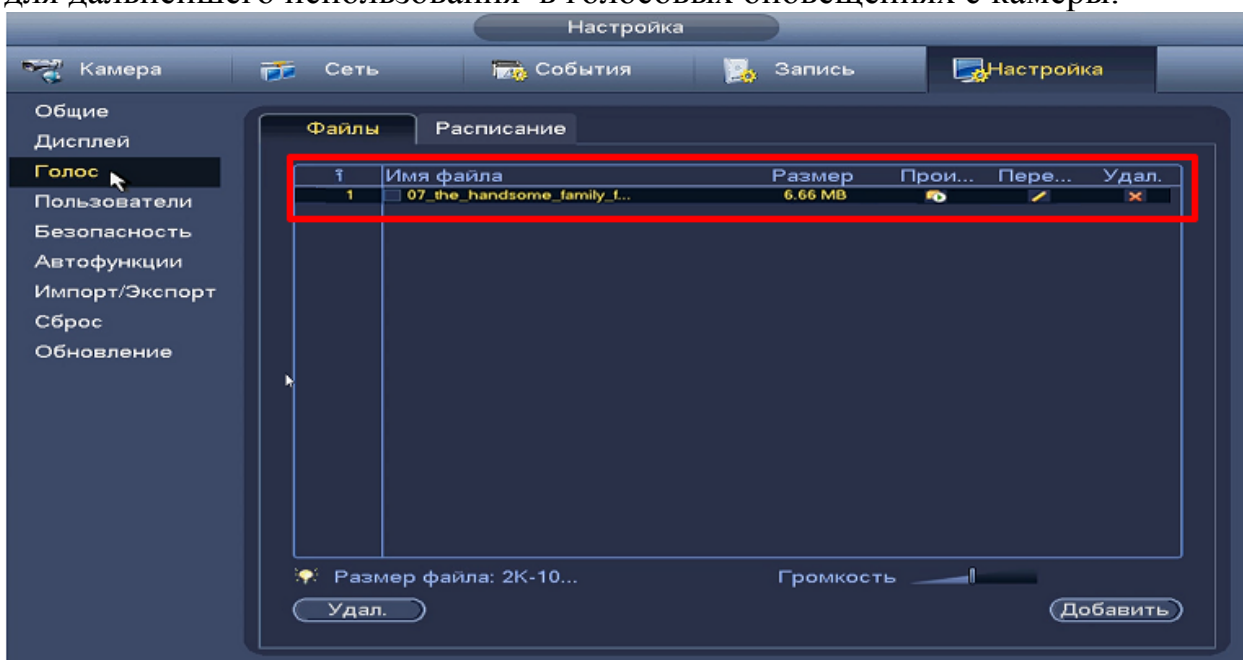 для дальнейшего использования в голосовых оповещениях с камеры.
Настройка
Камера Сеть События Запись Настройка
Общие
Дисплей
Голос
Пользователи
Безопасность
Автофункции
Импорт/Экспорт
Сброс
Обновление
Файлы Расписание
1 Имя файла Размер Прои... Пере... Удал.
1 07_the_handsome_family_f... 6.66 MB
Размер файла: 2K-10... Громкость
Удал. Добавить